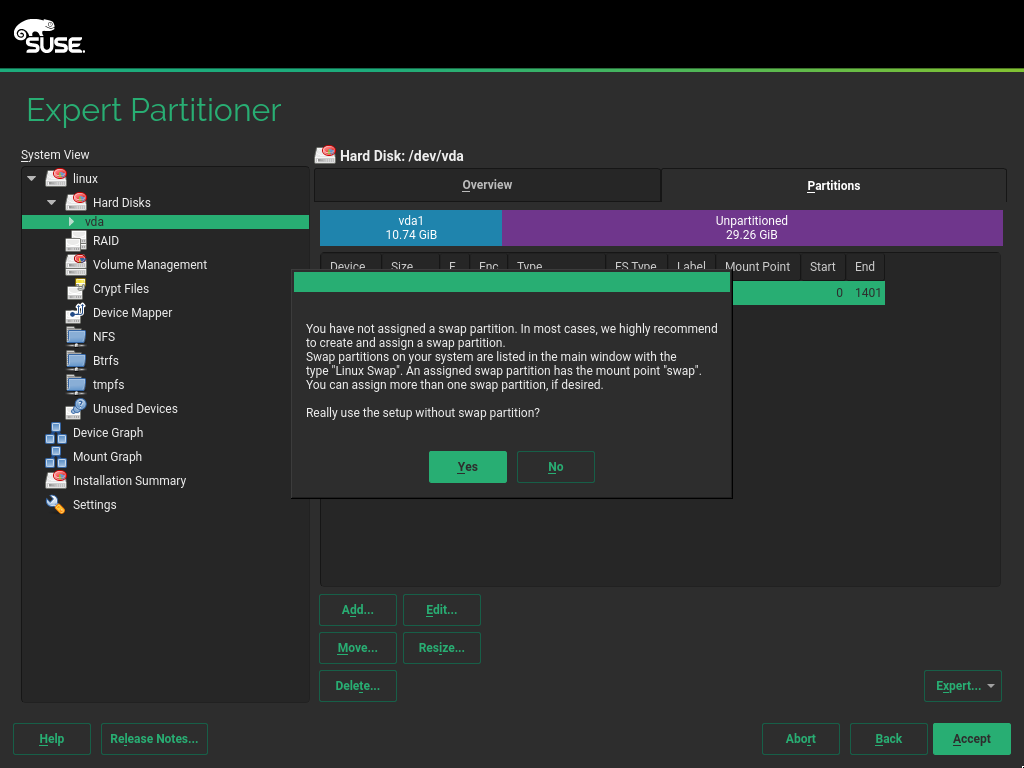 SUSE.
Expert Partitioner
System View
linux
Hard Disks
vda
RAID
Volume Management
Crypt Files
Device Mapper
NFS
Btrfs
tmpfs
Unused Devices
Device Graph
Mount Graph
Installation Summary
Settings
Hard Disk: /dev/vda
Overview
Partitions
vda1
10.74 GiB
Unpartitioned
29.26 GiB
Device Size F Enc Type FS Type Label Mount Point Start End
0 1401
You have not assigned a swap partition. In most cases, we highly recommend
to create and assign a swap partition.
Swap partitions on your system are listed in the main window with the
type "Linux Swap". An assigned swap partition has the mount point "swap".
You can assign more than one swap partition, if desired.
Really use the setup without swap partition?
Yes No
Add... Edit...
Move... Resize...
Delete... Expert...
Help Release Notes... Abort Back Accept